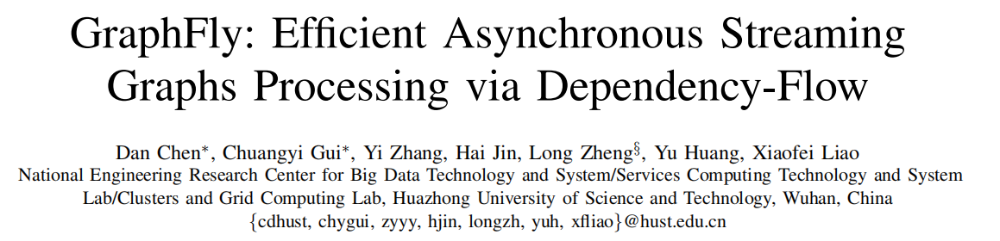 GraphFly: Efficient Asynchronous Streaming
Graphs Processing via Dependency-Flow
Dan Chen*, Chuangyi Gui*, Yi Zhang, Hai Jin, Long Zheng§, Yu Huang, Xiaofei Liao
National Engineering Research Center for Big Data Technology and System/Services Computing Technology and System
Lab/Clusters and Grid Computing Lab, Huazhong University of Science and Technology, Wuhan, China
{cdhust, chygui, zyyy, hjin, longzh, yuh, xfliao}@hust.edu.cn